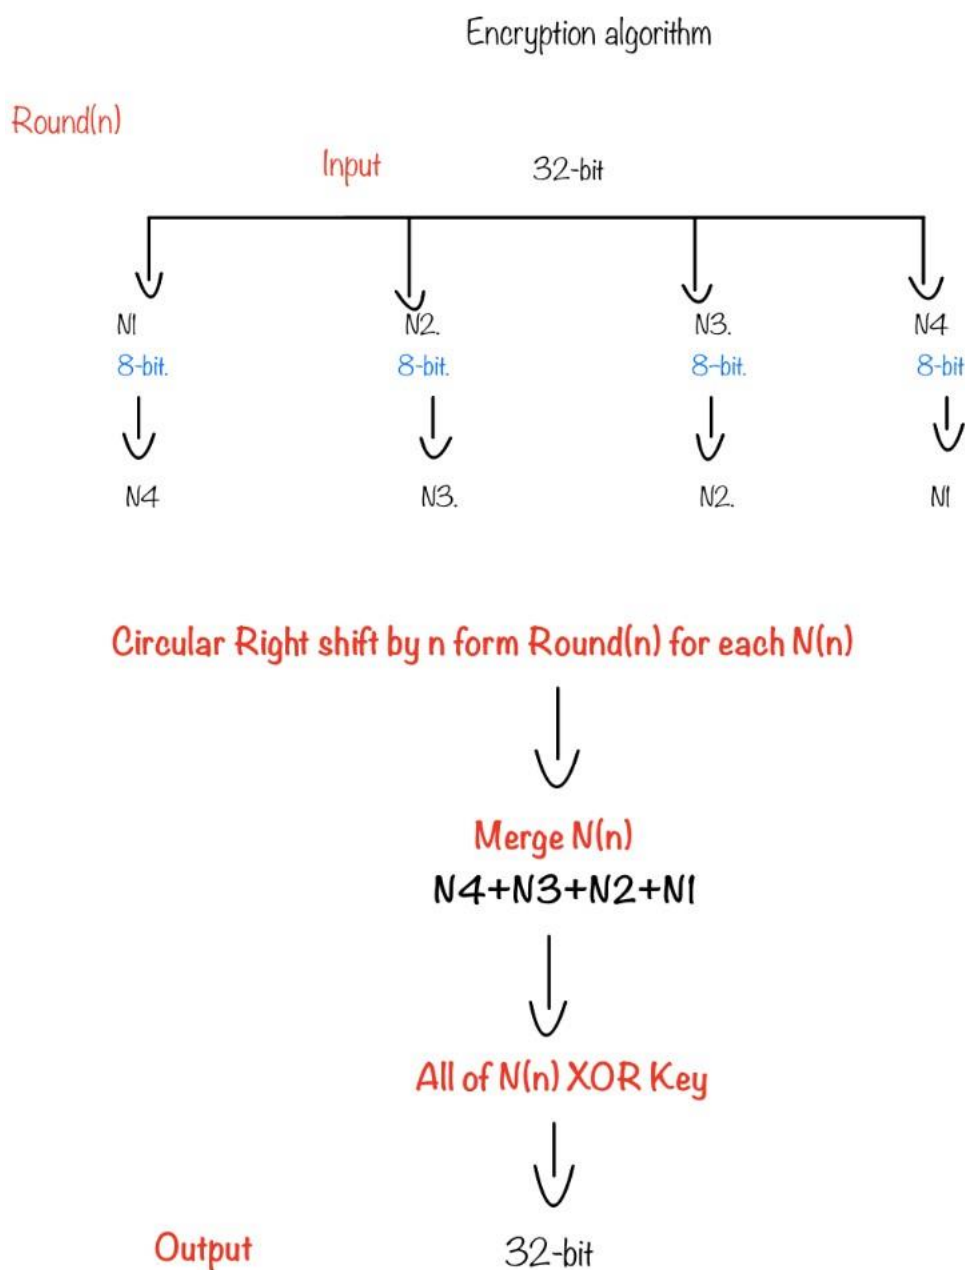 Encryption algorithm
Round(n)
Input 32-bit
N1 N2. N3. N4
8-bit. 8-bit. 8-bit. 8-bit
N4 N3. N2. N1
Circular Right shift by n form Round(n) for each N(n)
Merge N(n)
N4+N3+N2+N1
All of N(n) XOR Key
Output 32-bit